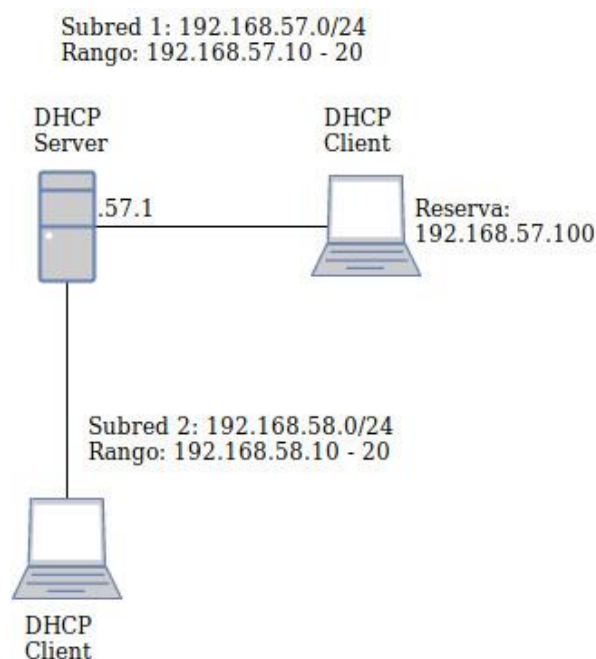 Subred 1: 192.168.57.0/24
Rango: 192.168.57.10 - 20
DHCP
Server
DHCP
Client
.57.1
Reserva:
192.168.57.100
Subred 2: 192.168.58.0/24
Rango: 192.168.58.10 - 20
DHCP
Client